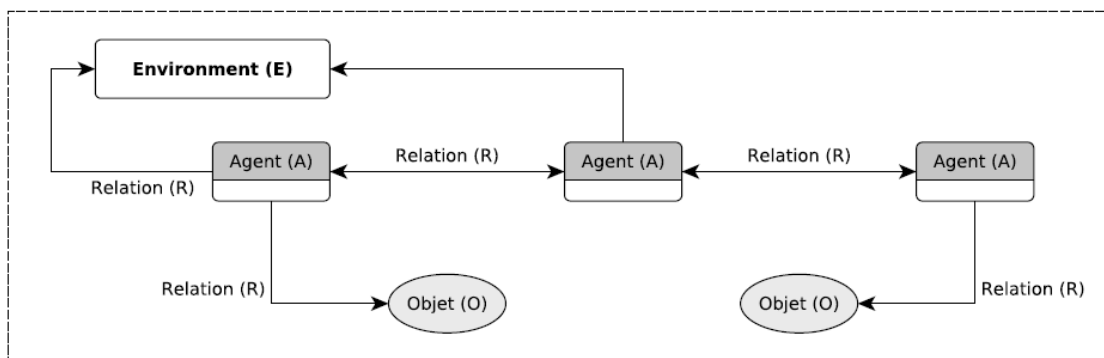 Environment (E)
Agent (A)
Relation (R)
Agent (A)
Relation (R)
Agent (A)
Relation (R)
Relation (R)
Objet (O)
Objet (O)
Relation (R)